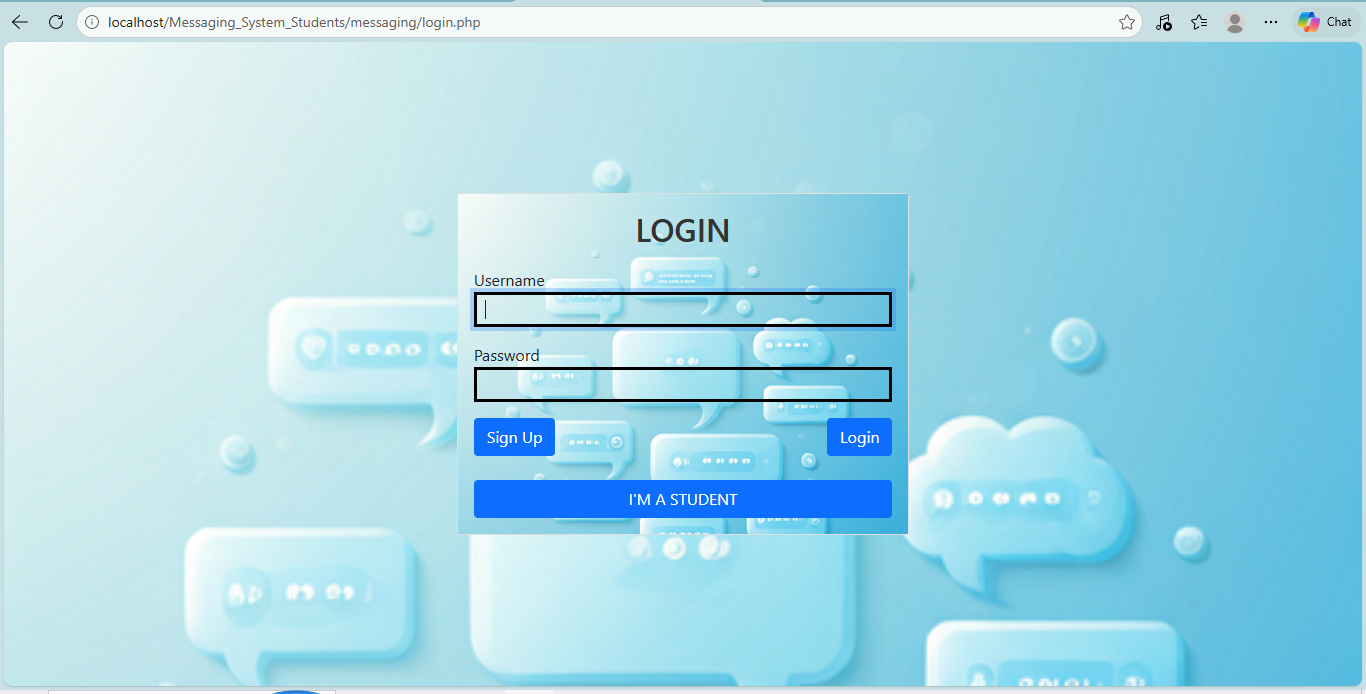 localhost/Messaging_System_Students/messaging/login.php
Chat
LOGIN
Username
Password
Sign Up
Login
I'M A STUDENT